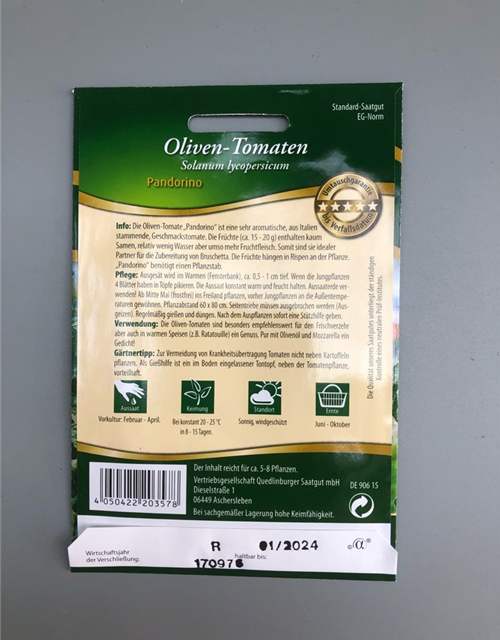 Standard-Saatgut
EG-Norm
Oliven-Tomaten
Solanum lycopersicum
Pandorino
Umtauschgarantie
bis Verfallsdatum
Info: Die Oliven-Tomate „Pandorino" ist eine sehr aromatische, aus Italien
stammende, Geschmackstomate. Die Früchte (ca. 15 - 20 g) enthalten kaum
Samen, relativ wenig Wasser aber umso mehr Fruchtfleisch. Somit sind sie idealer
Partner für die Zubereitung von Bruschetta. Die Früchte hängen in Rispen an der Pflanze.
„Pandorino" benötigt einen Pflanzstab.
Pflege: Ausgesät wird im Warmen (Fensterbank), ca. 0,5 - 1 cm tief. Wenn die Jungpflanzen
4 Blätter haben in Töpfe pikieren. Die Aussaat konstant warm und feucht halten. Aussaaterde ver-
wenden! Ab Mitte Mai (frostfrei) ins Freiland pflanzen, vorher Jungpflanzen an die Außentempe-
raturen gewöhnen. Pflanzabstand 60 x 80 cm. Seitentriebe müssen ausgebrochen werden (Aus-
geizen). Regelmäßig gießen und düngen. Nach dem Auspflanzen sofort eine Stützhilfe geben.
Verwendung: Die Oliven-Tomaten sind besonders empfehlenswert für den Frischverzehr
aber auch in warmen Speisen (z.B. Ratatouille) ein Genuss. Pur mit Olivenöl und Mozzarella ein
Gedicht!
Gärtnertipp: Zur Vermeidung von Krankheitsübertragung Tomaten nicht neben Kartoffeln
pflanzen. Als Gießhilfe ist ein im Boden eingelassener Tontopf, neben der Tomatenpflanze,
vorteilhaft.
Die Qualität unseres Saatgutes unterliegt der ständigen
Kontrolle eines neutralen Prüf-Institutes.
Aussaat
Keimung
Standort
Ernte
Vorkultur: Februar - April.
Bei konstant 20 - 25 °C
in 8 - 15 Tagen.
Sonnig, windgeschützt
Juni - Oktober
Der Inhalt reicht für ca. 5-8 Pflanzen.
Vertriebsgesellschaft Quedlinburger Saatgut mbH
Dieselstraße 1
06449 Aschersleben
Bei sachgemäßer Lagerung hohe Keimfähigkeit.
DE 906 15
4 050422 203578
Wirtschaftsjahr
der Verschließung:
R 01/2024
haltbar bis:
170976
e α ®